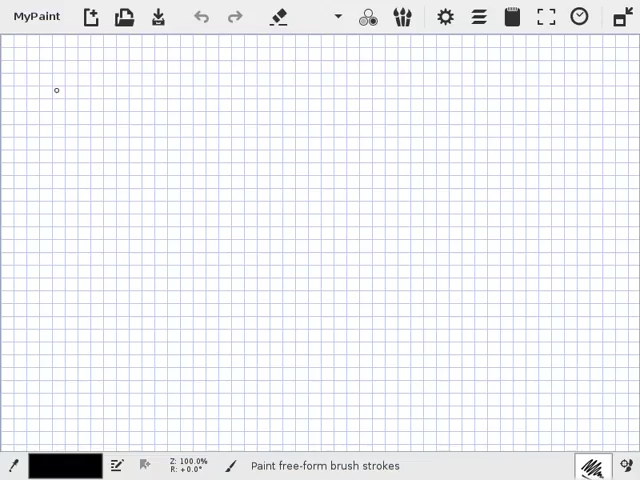 MyPaint
Z: 100.0%
R: +0.0°
Paint free-form brush strokes